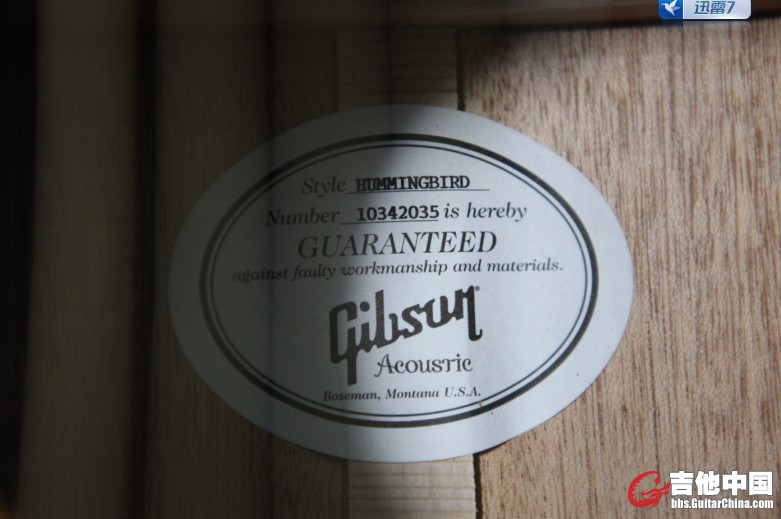 迅雷7
Style HUMMINGBIRD
Number 10342035 is hereby
GUARANTEED
against faulty workmanship and materials.
Gibson
Acoustic
Bozeman, Montana U.S.A.
吉他中国
bbs.GuitarChina.com